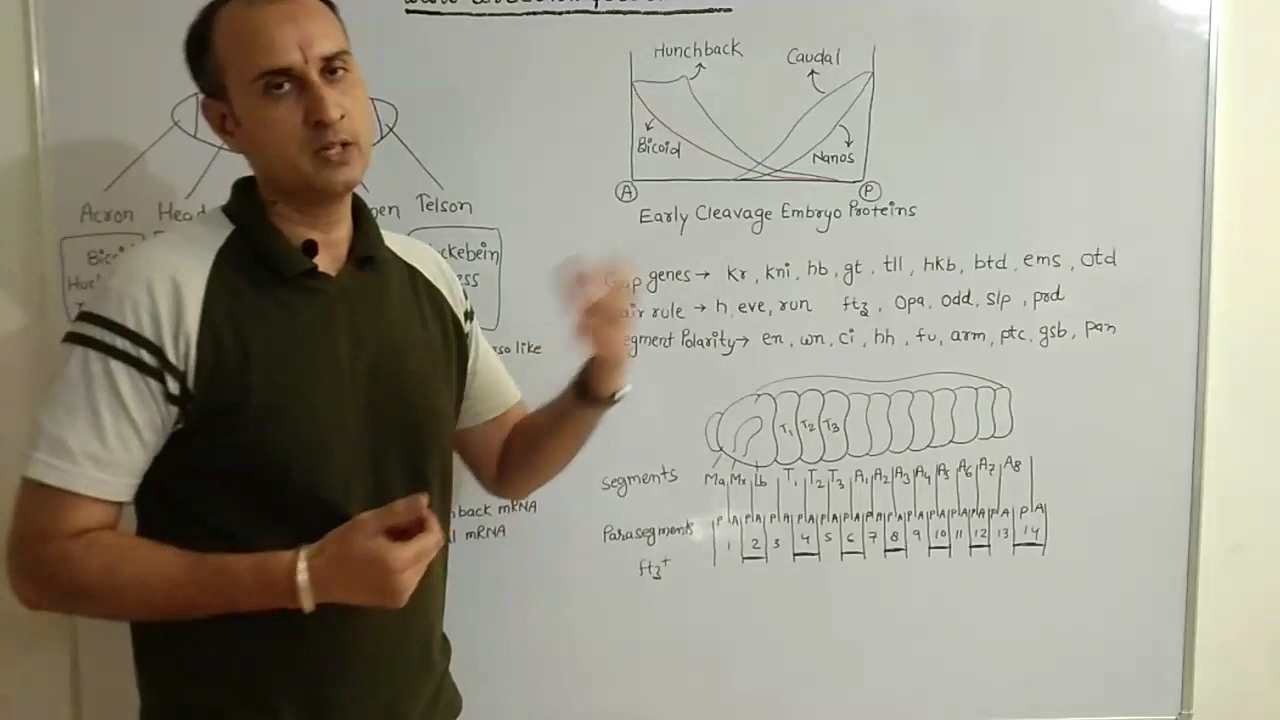 Hunchback
Caudal
Bicoid
Nanos
A
P
Early Cleavage Embryo Proteins
Acron Head
Telson
genes → kr, kni, hb, gt, tll, hkb, btd, ems, otd
rule → h, eve, run ftz, opa, odd, slp, prd
Polarity → en, wn, ci, hh, fu, arm, ptc, gsb, pan
T1 T2 T3
segments Ma Mx Lb T1 T2 T3 A1 A2 A3 A4 A5 A6 A7 A8
Parasegments P A P A P A P A P A P A P A P A P A P A P A P A P A P A
1 2 3 4 5 6 7 8 9 10 11 12 13 14
ftz+
mRNA
mRNA
like